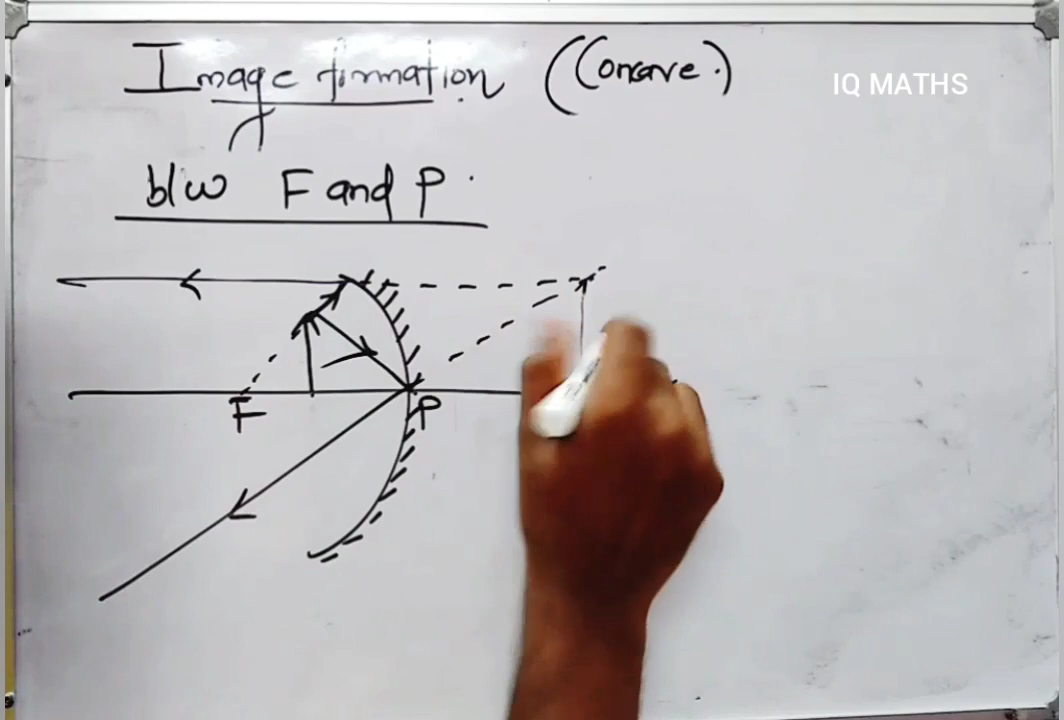 Image formation (Concave.)
IQ MATHS
b/w F and P.
F
P